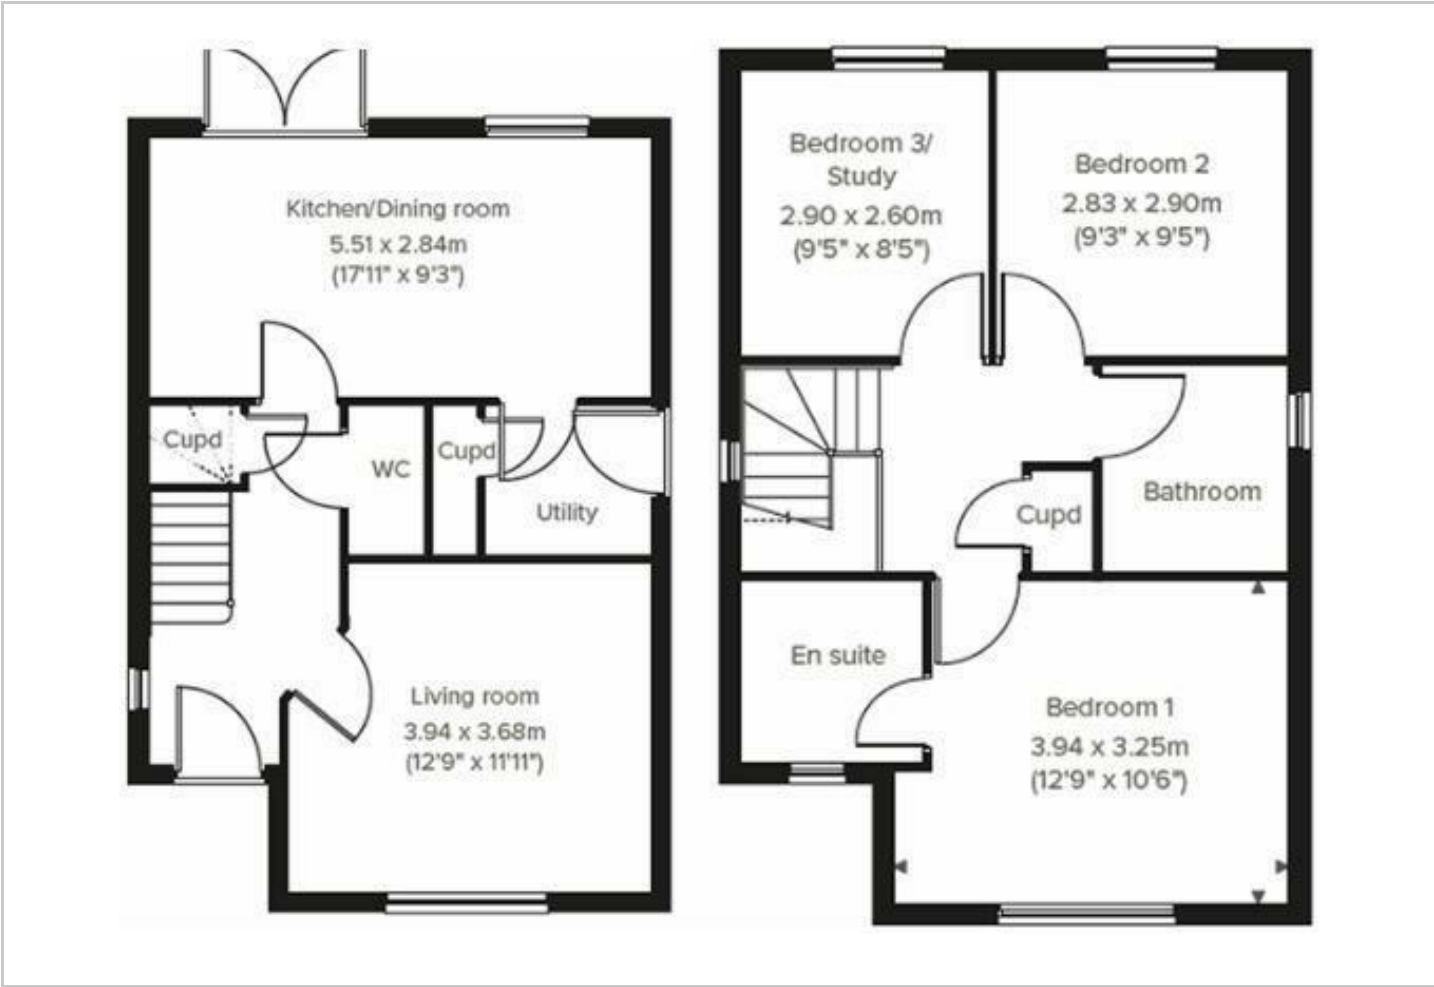 Kitchen/Dining room
5.51 x 2.84m
(17'11" x 9'3")
Cupd
WC
Cupd
Utility
Living room
3.94 x 3.68m
(12'9" x 11'11")
Bedroom 3/
Study
2.90 x 2.60m
(9'5" x 8'5")
Bedroom 2
2.83 x 2.90m
(9'3" x 9'5")
Bathroom
Cupd
En suite
Bedroom 1
3.94 x 3.25m
(12'9" x 10'6")